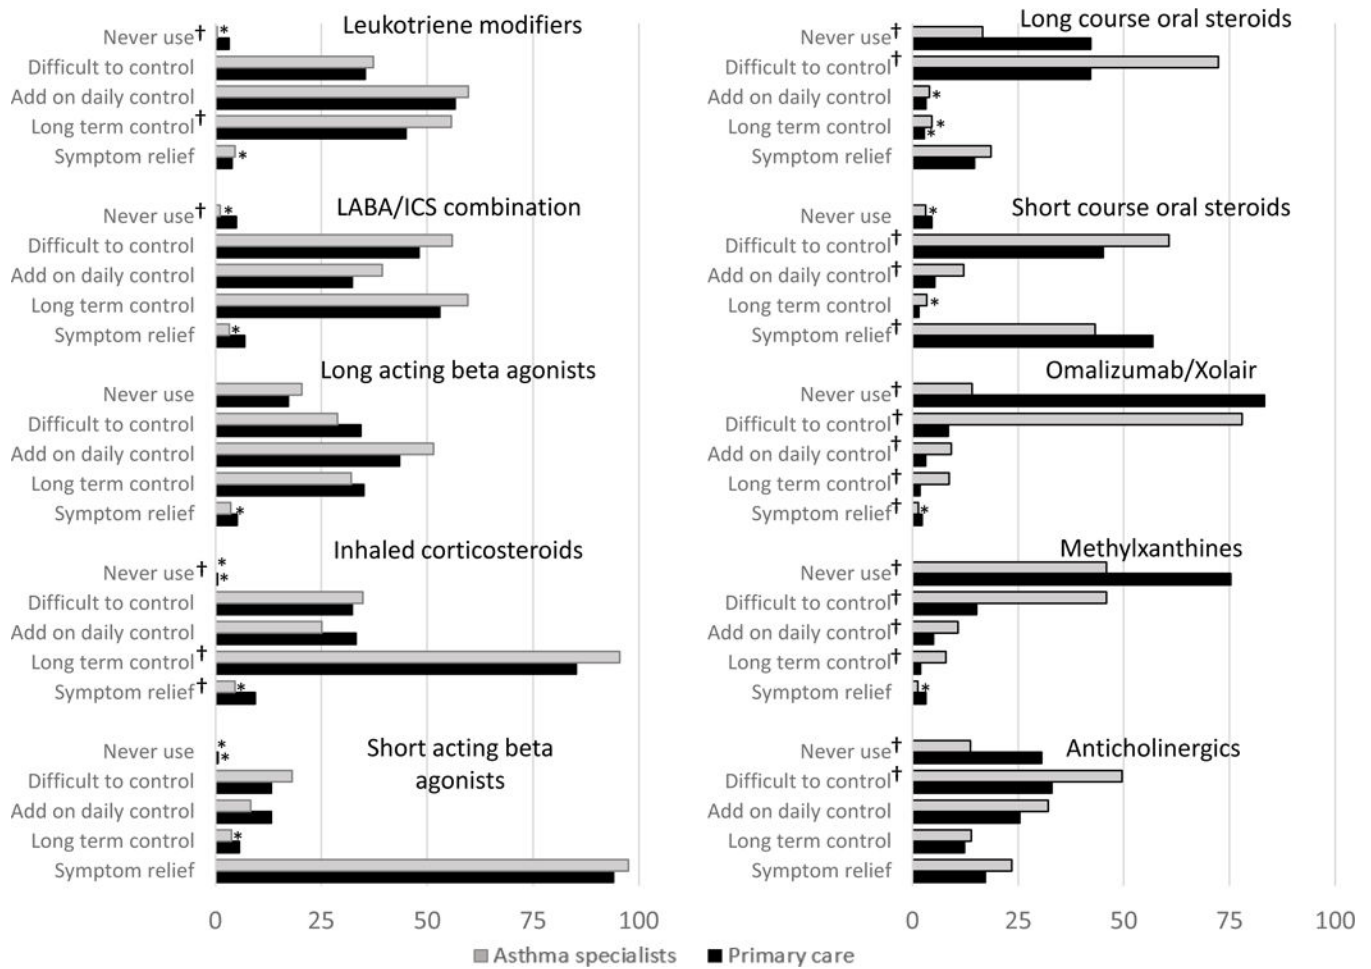 Leukotriene modifiers
Never use† *
Difficult to control
Add on daily control
Long term control†
Symptom relief *
LABA/ICS combination
Never use† *
Difficult to control
Add on daily control
Long term control
Symptom relief *
Long acting beta agonists
Never use
Difficult to control
Add on daily control
Long term control
Symptom relief *
Inhaled corticosteroids
Never use† * *
Difficult to control
Add on daily control
Long term control†
Symptom relief† *
Short acting beta
agonists
Never use * *
Difficult to control
Add on daily control
Long term control *
Symptom relief
0 25 50 75 100
Long course oral steroids
Never use†
Difficult to control†
Add on daily control *
Long term control * *
Symptom relief
Short course oral steroids
Never use *
Difficult to control†
Add on daily control†
Long term control *
Symptom relief†
Omalizumab/Xolair
Never use†
Difficult to control†
Add on daily control†
Long term control†
Symptom relief† *
Methylxanthines
Never use†
Difficult to control†
Add on daily control†
Long term control†
Symptom relief *
Anticholinergics
Never use†
Difficult to control†
Add on daily control
Long term control
Symptom relief
0 25 50 75 100
Asthma specialists Primary care